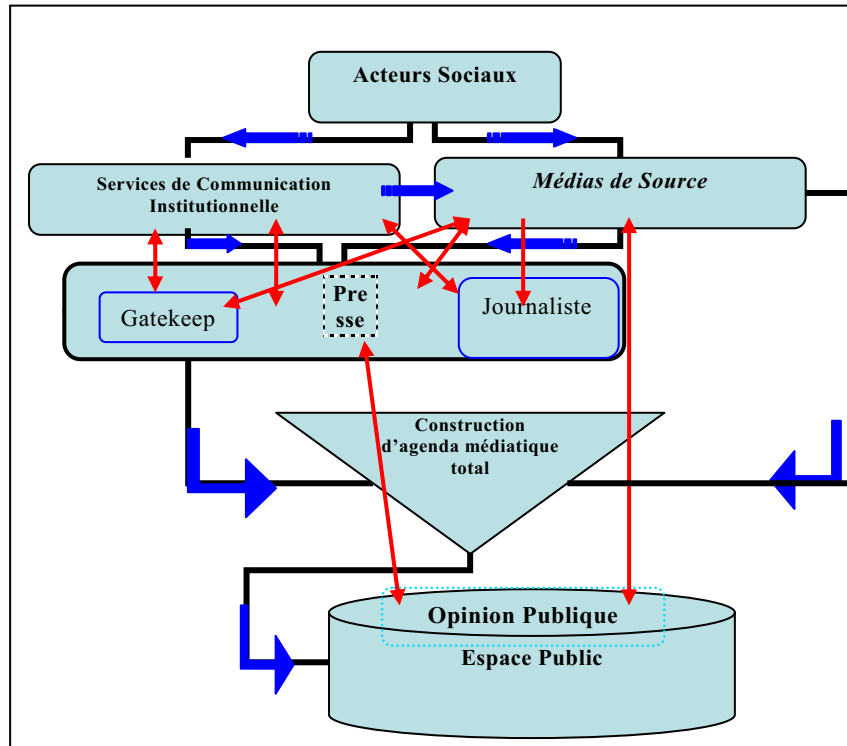 Acteurs Sociaux
Services de Communication
Institutionnelle
Médias de Source
Gatekeep
Pre
sse
Journaliste
Construction
d'agenda médiatique
total
Opinion Publique
Espace Public